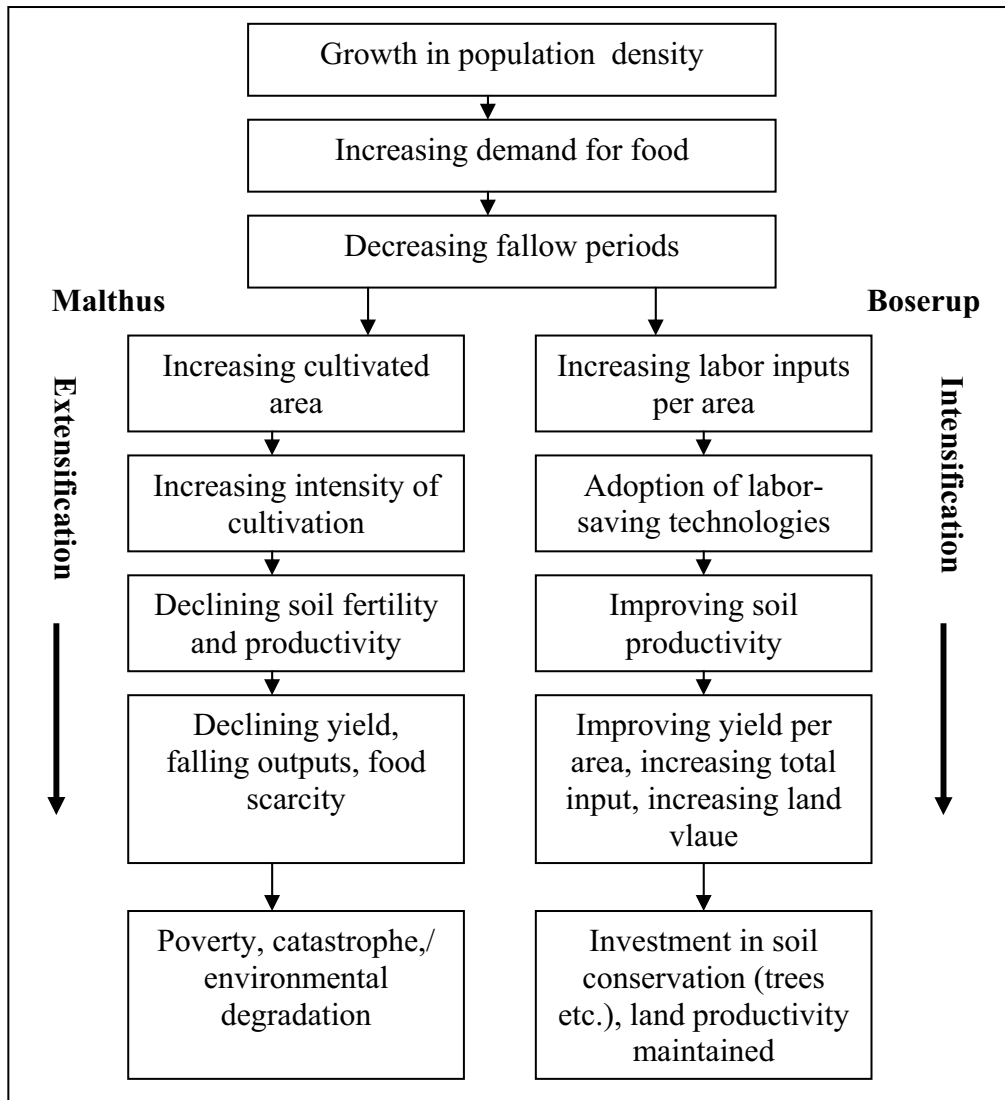 Growth in population density
Increasing demand for food
Decreasing fallow periods
Malthus
Extensification
Increasing cultivated
area
Increasing intensity of
cultivation
Declining soil fertility
and productivity
Declining yield,
falling outputs, food
scarcity
Poverty, catastrophe,/
environmental
degradation
Boserup
Intensification
Increasing labor inputs
per area
Adoption of labor-
saving technologies
Improving soil
productivity
Improving yield per
area, increasing total
input, increasing land
vlaue
Investment in soil
conservation (trees
etc.), land productivity
maintained